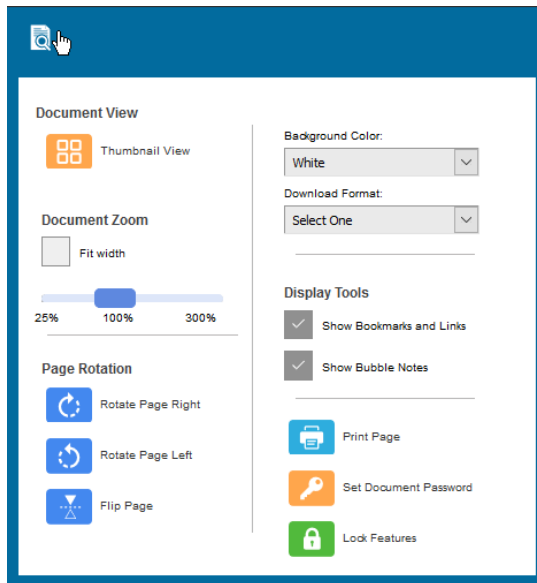 Document View
Thumbnail View
Document Zoom
Fit width
25% 100% 300%
Page Rotation
Rotate Page Right
Rotate Page Left
Flip Page
Background Color:
White
Download Format:
Select One
Display Tools
Show Bookmarks and Links
Show Bubble Notes
Print Page
Set Document Password
Lock Features